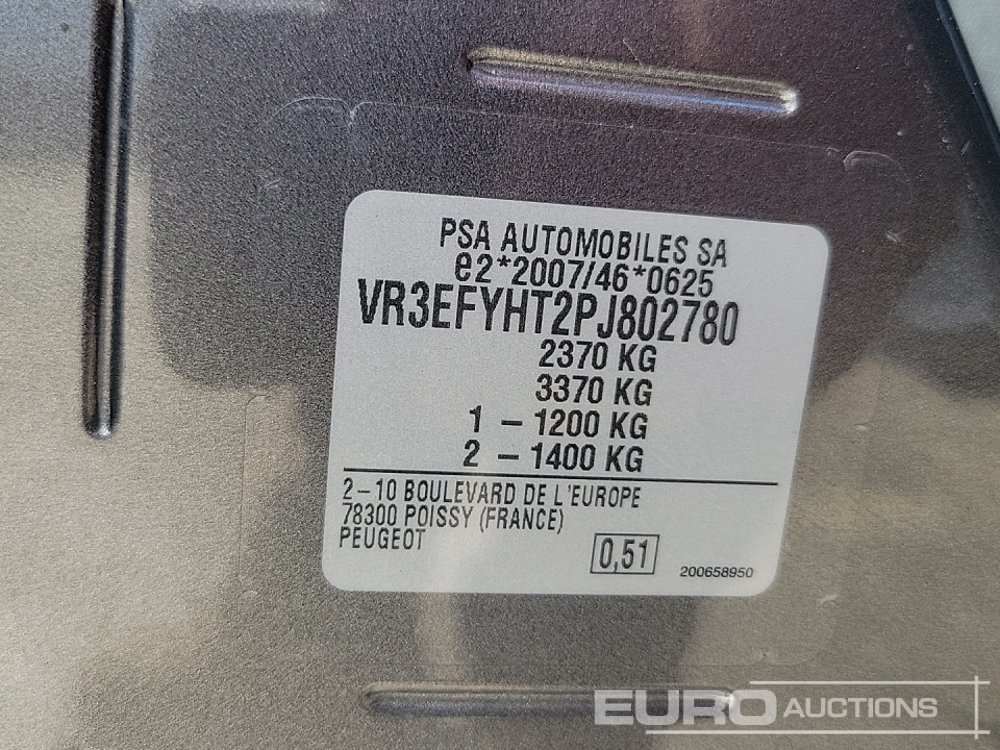 PSA AUTOMOBILES SA
e2*2007/46*0625
VR3EFYHT2PJ802780
2370 KG
3370 KG
1 – 1200 KG
2 – 1400 KG
2–10 BOULEVARD DE L'EUROPE
78300 POISSY (FRANCE)
PEUGEOT
0,51
200658950
EURO AUCTIONS